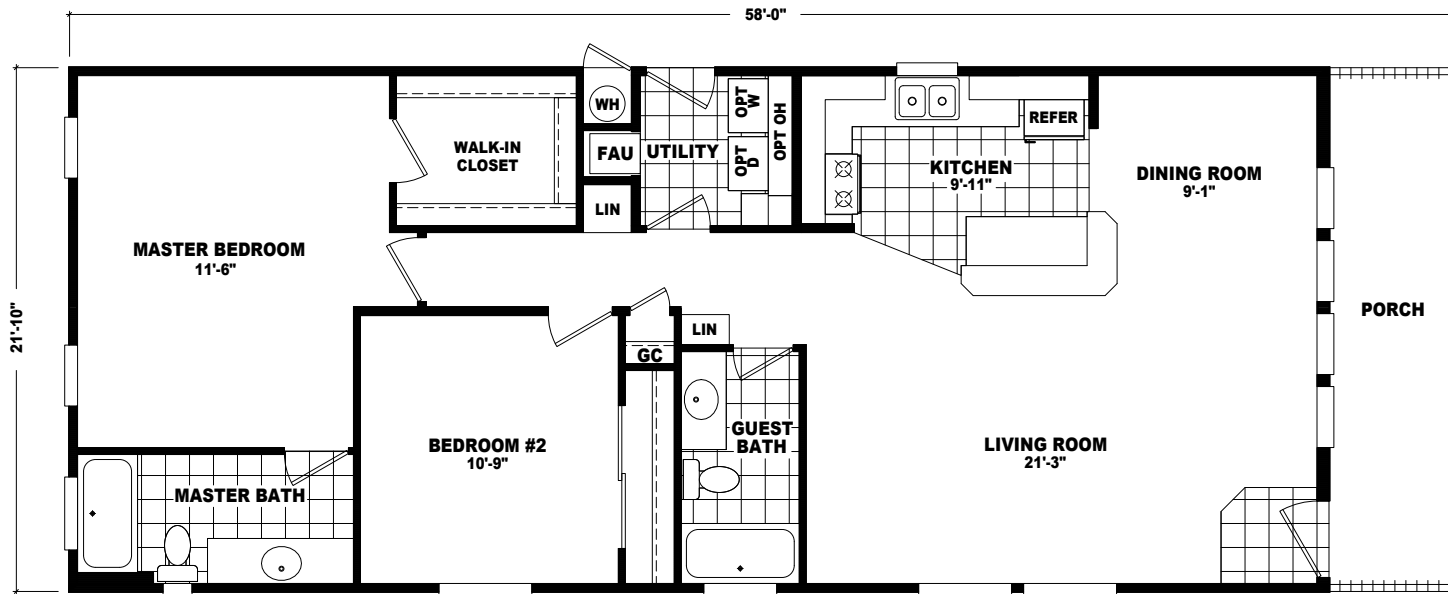 58'-0"
21'-10"
WH
OPT W
OPT D
OPT OH
FAU
UTILITY
LIN
WALK-IN
CLOSET
REFER
KITCHEN
9'-11"
DINING ROOM
9'-1"
MASTER BEDROOM
11'-6"
PORCH
LIN
GC
BEDROOM #2
10'-9"
GUEST
BATH
LIVING ROOM
21'-3"
MASTER BATH